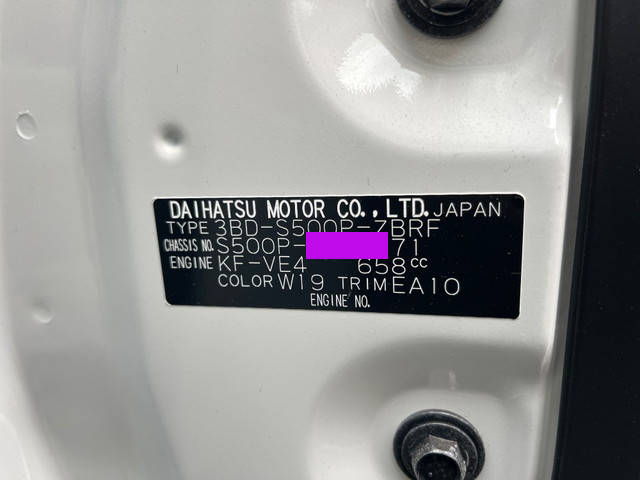 DAIHATSU MOTOR CO., LTD. JAPAN
TYPE 3BD-S500P-ZBRF
CHASSIS NO. S500P- 71
ENGINE KF-VE4 658cc
COLOR W19 TRIM EA10
ENGINE NO.